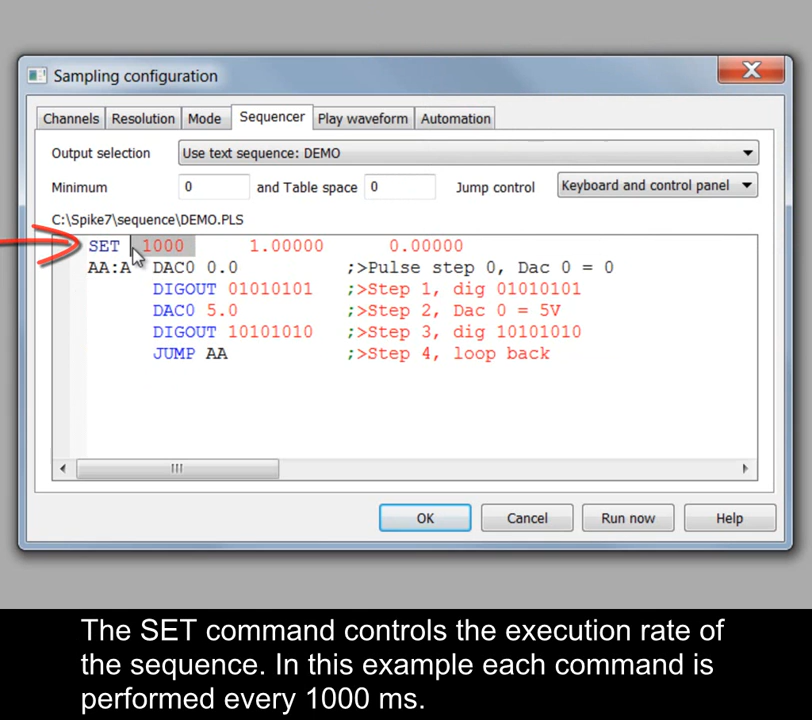 Sampling configuration
Channels Resolution Mode Sequencer Play waveform Automation
Output selection Use text sequence: DEMO
Minimum 0 and Table space 0 Jump control Keyboard and control panel
C:\Spike7\sequence\DEMO.PLS
SET 1000 1.00000 0.00000
AA:A DAC0 0.0 ;>Pulse step 0, Dac 0 = 0
DIGOUT 01010101 ;>Step 1, dig 01010101
DAC0 5.0 ;>Step 2, Dac 0 = 5V
DIGOUT 10101010 ;>Step 3, dig 10101010
JUMP AA ;>Step 4, loop back
OK Cancel Run now Help
The SET command controls the execution rate of
the sequence. In this example each command is
performed every 1000 ms.